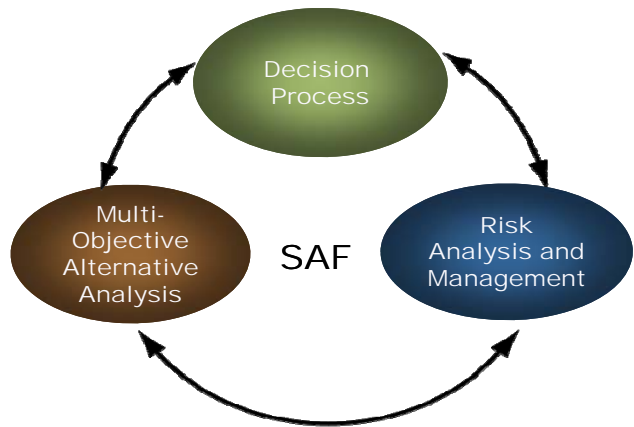 Decision
Process
Multi-
Objective
Alternative
Analysis
SAF
Risk
Analysis and
Management